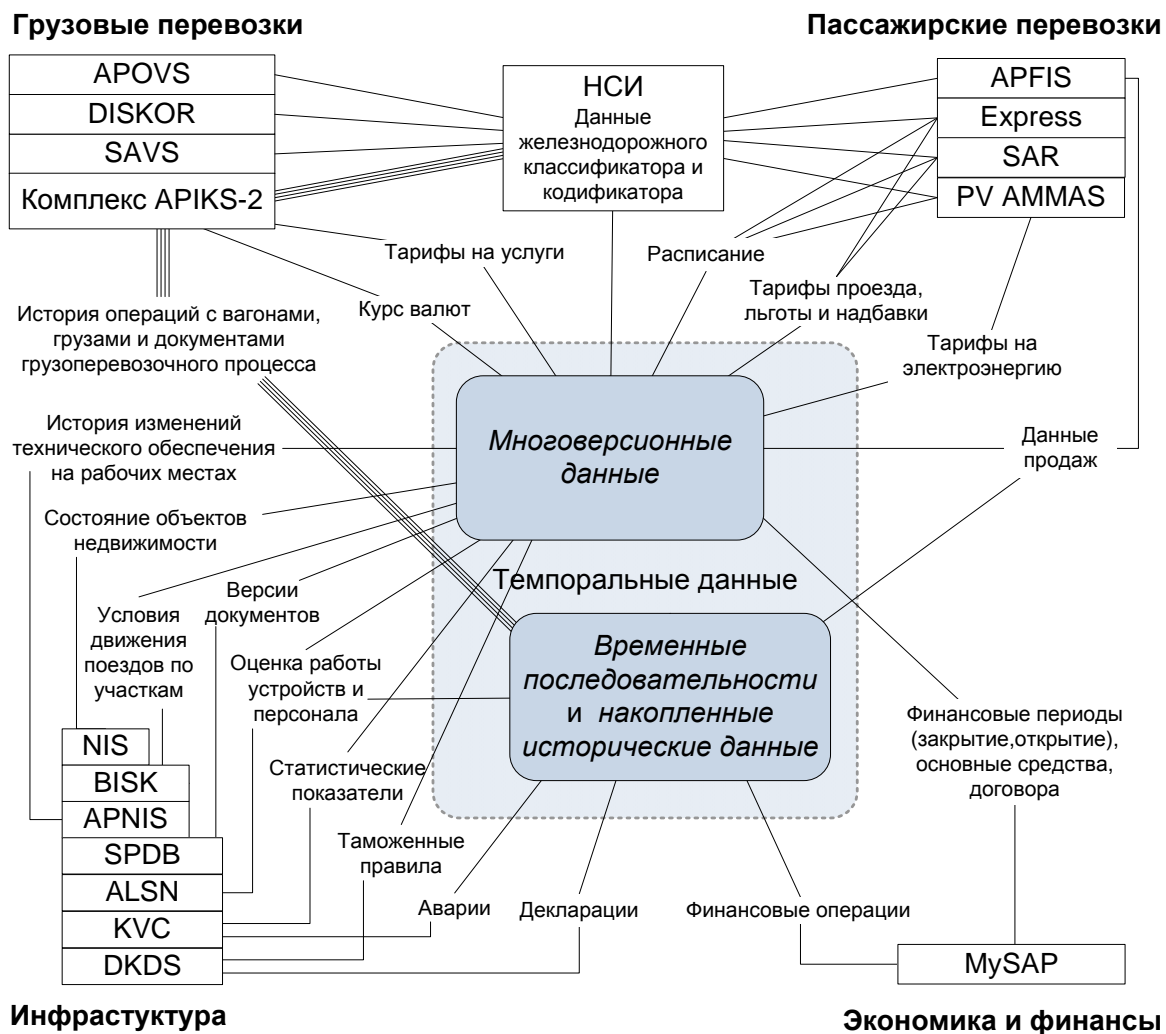 Грузовые перевозки
Пассажирские перевозки
APOVS
DISKOR
SAVS
Комплекс APIKS-2
НСИ
Данные
железнодорожного
классификатора и
кодификатора
APFIS
Express
SAR
PV AMMAS
Тарифы на услуги
Расписание
Курс валют
Тарифы проезда,
льготы и надбавки
История операций с вагонами,
грузами и документами
грузоперевозочного процесса
Тарифы на
электроэнергию
История изменений
технического обеспечения
на рабочих местах
Многоверсионные
данные
Данные
продаж
Состояние объектов
недвижимости
Темпоральные данные
Версии
документов
Условия
движения
поездов по
участкам
Оценка работы
устройств и
персонала
Временные
последовательности
и накопленные
исторические данные
Финансовые периоды
(закрытие,открытие),
основные средства,
договора
Статистические
показатели
NIS
BISK
APNIS
SPDB
ALSN
KVC
DKDS
Таможенные
правила
Аварии
Декларации
Финансовые операции
MySAP
Инфрастуктура
Экономика и финансы